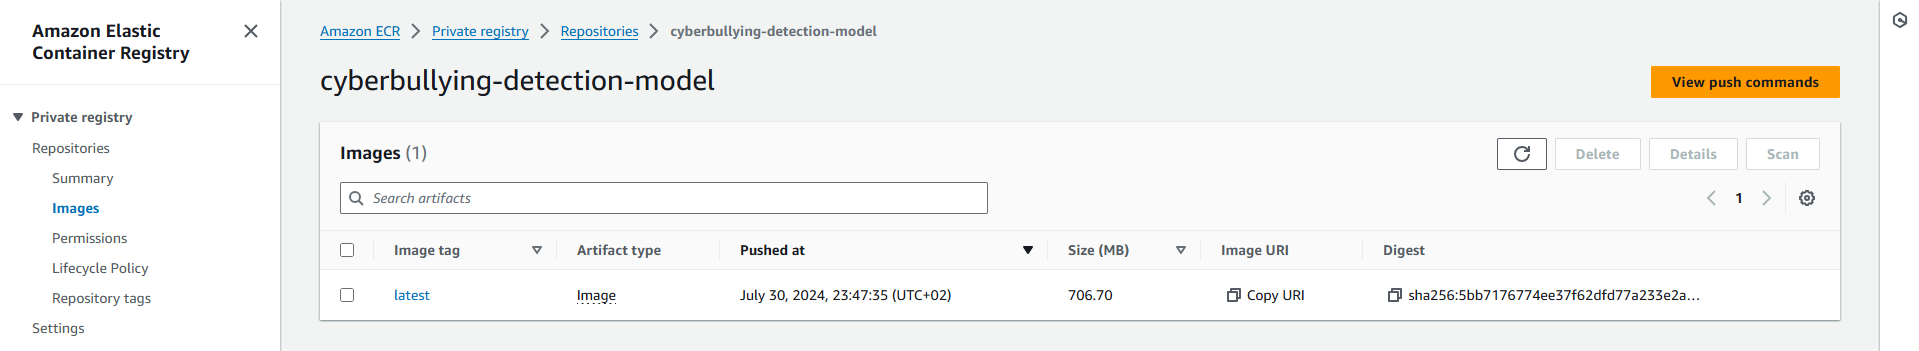 Amazon Elastic
Container Registry
Private registry
Repositories
Summary
Images
Permissions
Lifecycle Policy
Repository tags
Settings
Amazon ECR Private registry Repositories cyberbullying-detection-model
cyberbullying-detection-model
View push commands
Images (1)
Delete Details Scan
Search artifacts
1
Image tag Artifact type Pushed at Size (MB) Image URI Digest
latest Image July 30, 2024, 23:47:35 (UTC+02) 706.70 Copy URI sha256:5bb7176774ee37f62dfd77a233e2a...